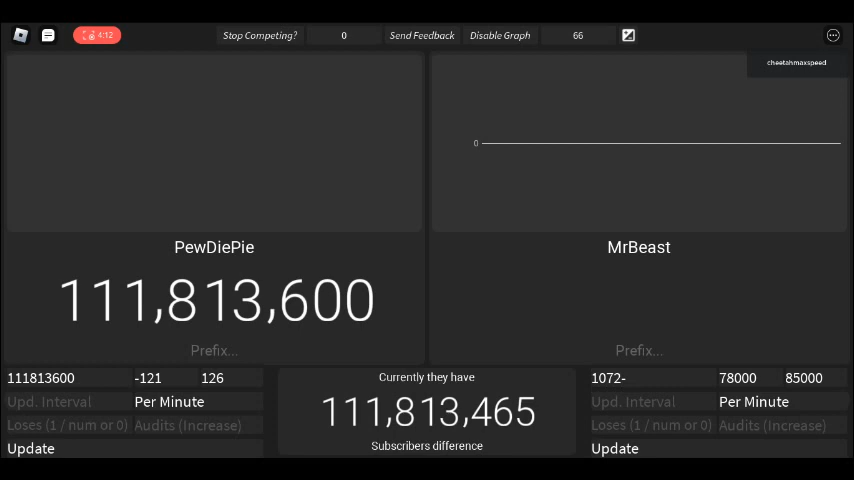 4:12
Stop Competing?
0
Send Feedback
Disable Graph
66
cheetahmaxspeed
0
PewDiePie
111,813,600
Prefix...
MrBeast
Prefix...
111813600
-121
126
Upd. Interval
Per Minute
Loses (1 / num or 0)
Audits (Increase)
Update
Currently they have
111,813,465
Subscribers difference
1072-
78000
85000
Upd. Interval
Per Minute
Loses (1 / num or 0)
Audits (Increase)
Update